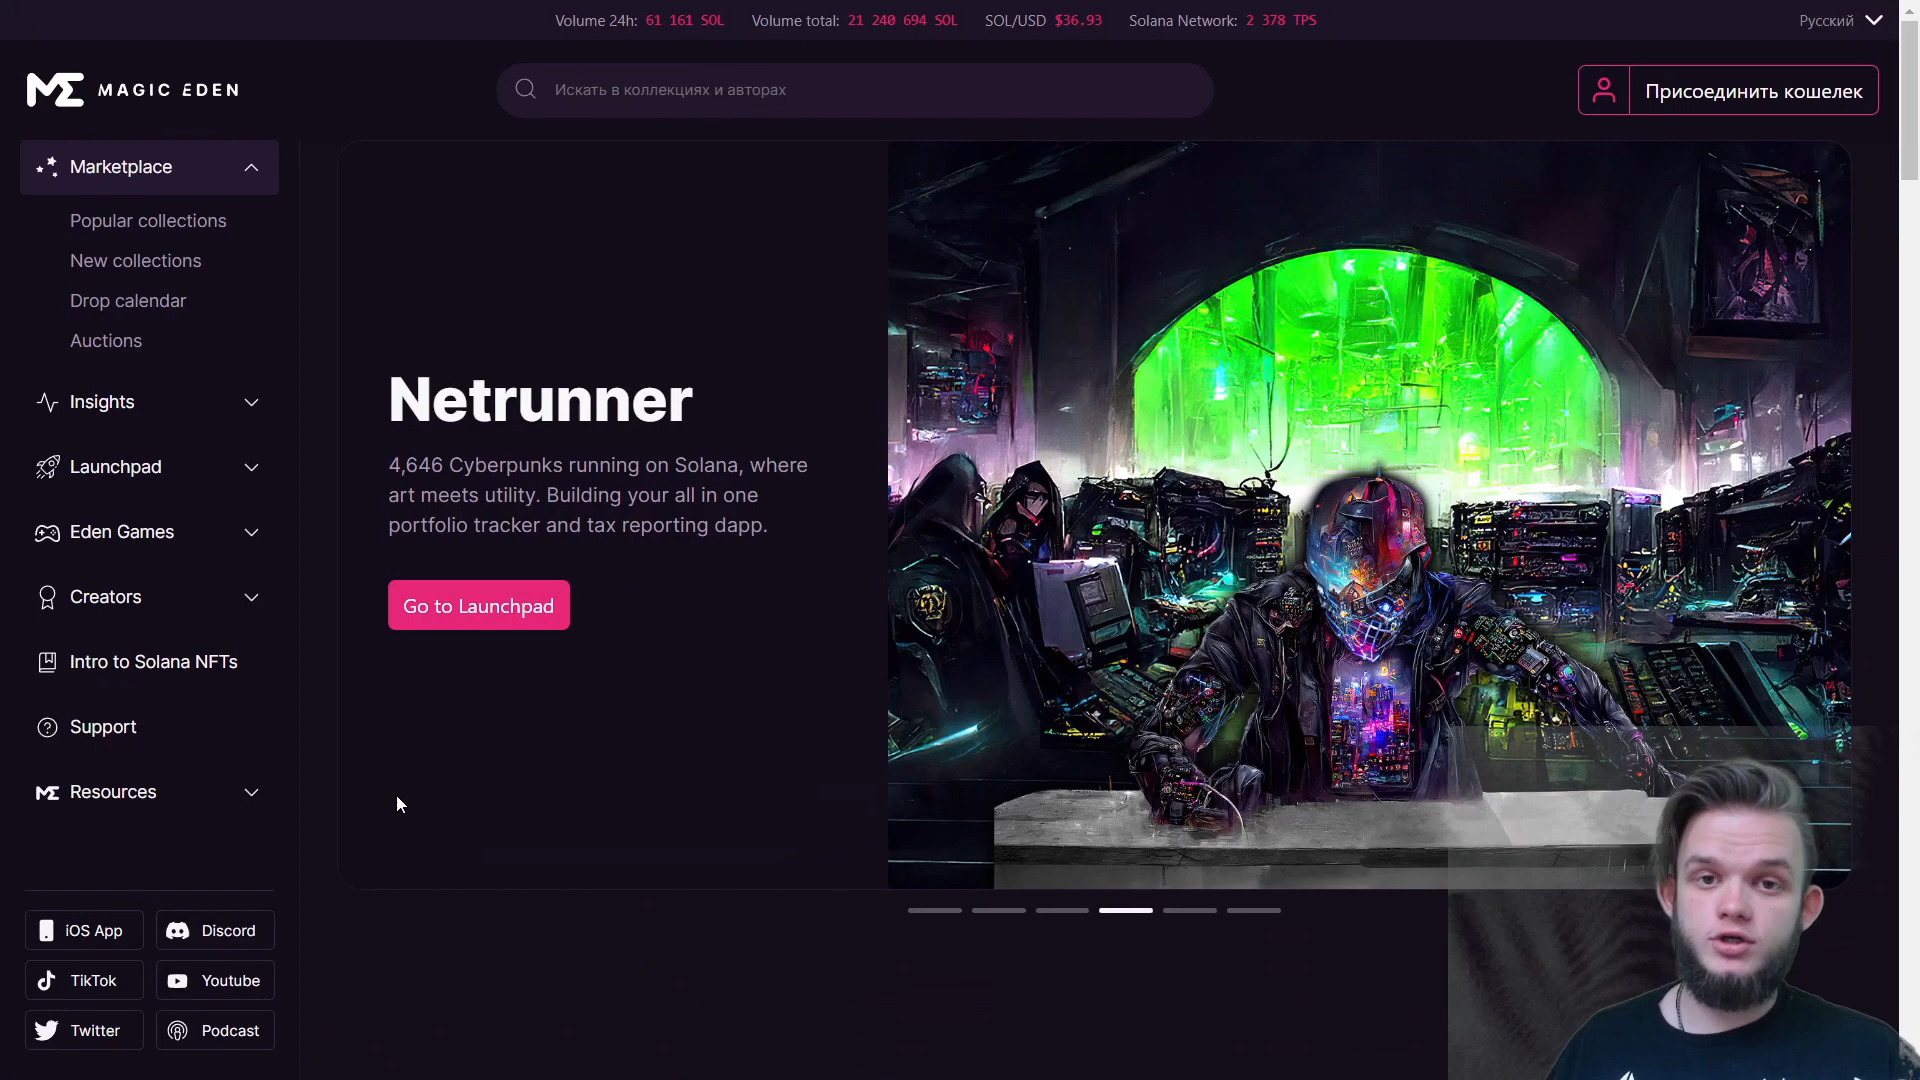 Volume 24h: 61 161 SOL Volume total: 21 240 694 SOL SOL/USD $36.93 Solana Network: 2 378 TPS Русский
MAGIC EDEN
Искать в коллекциях и авторах
Присоединить кошелек
Marketplace
Popular collections
New collections
Drop calendar
Auctions
Insights
Launchpad
Eden Games
Creators
Intro to Solana NFTs
Support
Resources
iOS App
Discord
TikTok
Youtube
Twitter
Podcast
Netrunner
4,646 Cyberpunks running on Solana, where
art meets utility. Building your all in one
portfolio tracker and tax reporting dapp.
Go to Launchpad